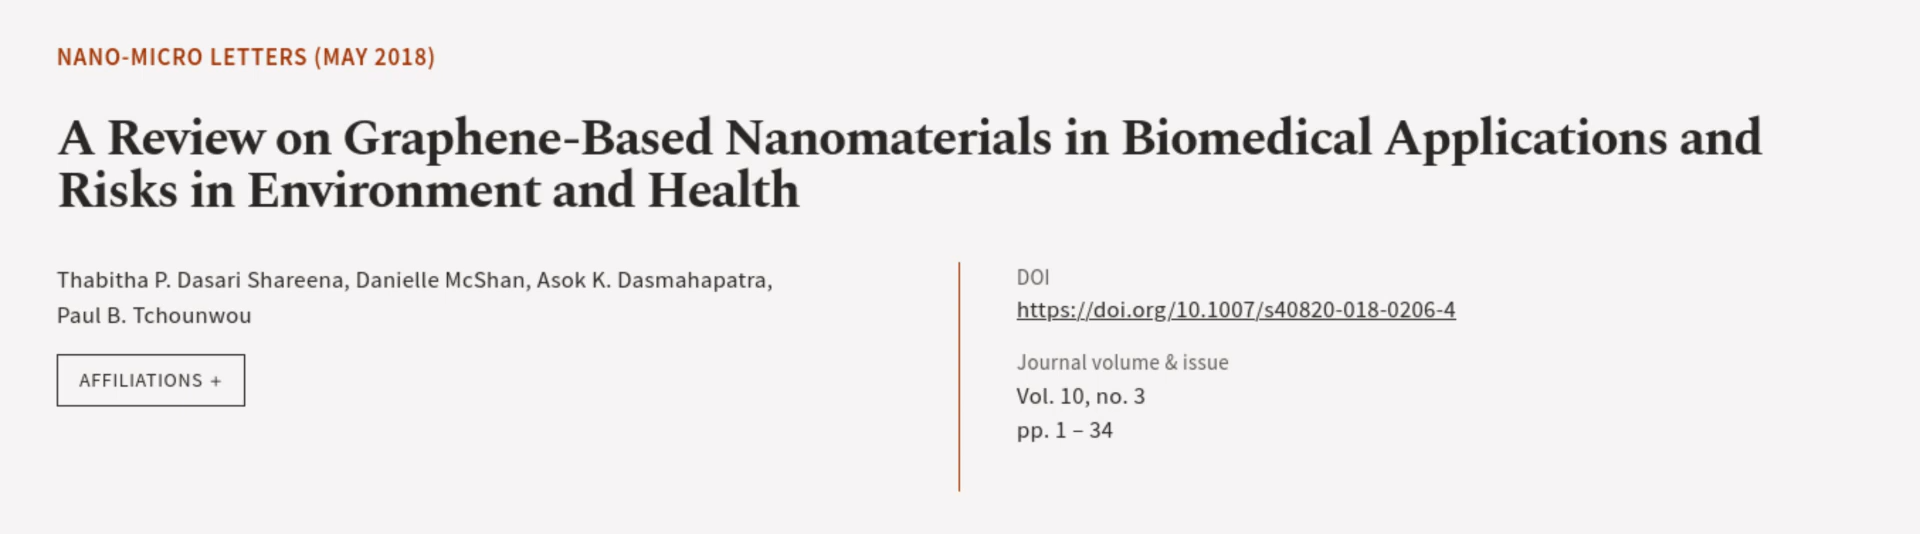 NANO-MICRO LETTERS (MAY 2018)
A Review on Graphene-Based Nanomaterials in Biomedical Applications and
Risks in Environment and Health
Thabitha P. Dasari Shareena, Danielle McShan, Asok K. Dasmahapatra,
Paul B. Tchounwou
AFFILIATIONS +
DOI
https://doi.org/10.1007/s40820-018-0206-4
Journal volume & issue
Vol. 10, no. 3
pp. 1 – 34